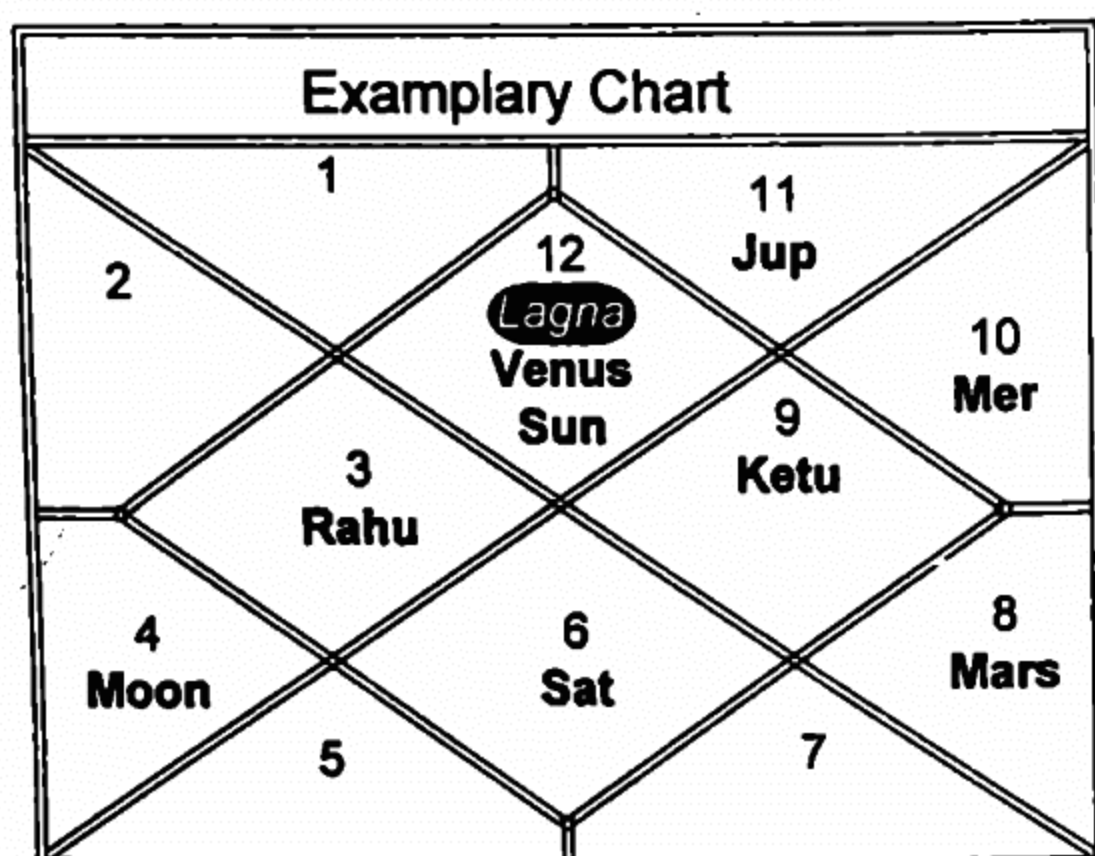 Examplary Chart
1
11
Jup
2
12
Lagna
Venus
Sun
10
Mer
3
Rahu
9
Ketu
4
Moon
6
Sat
8
Mars
5
7